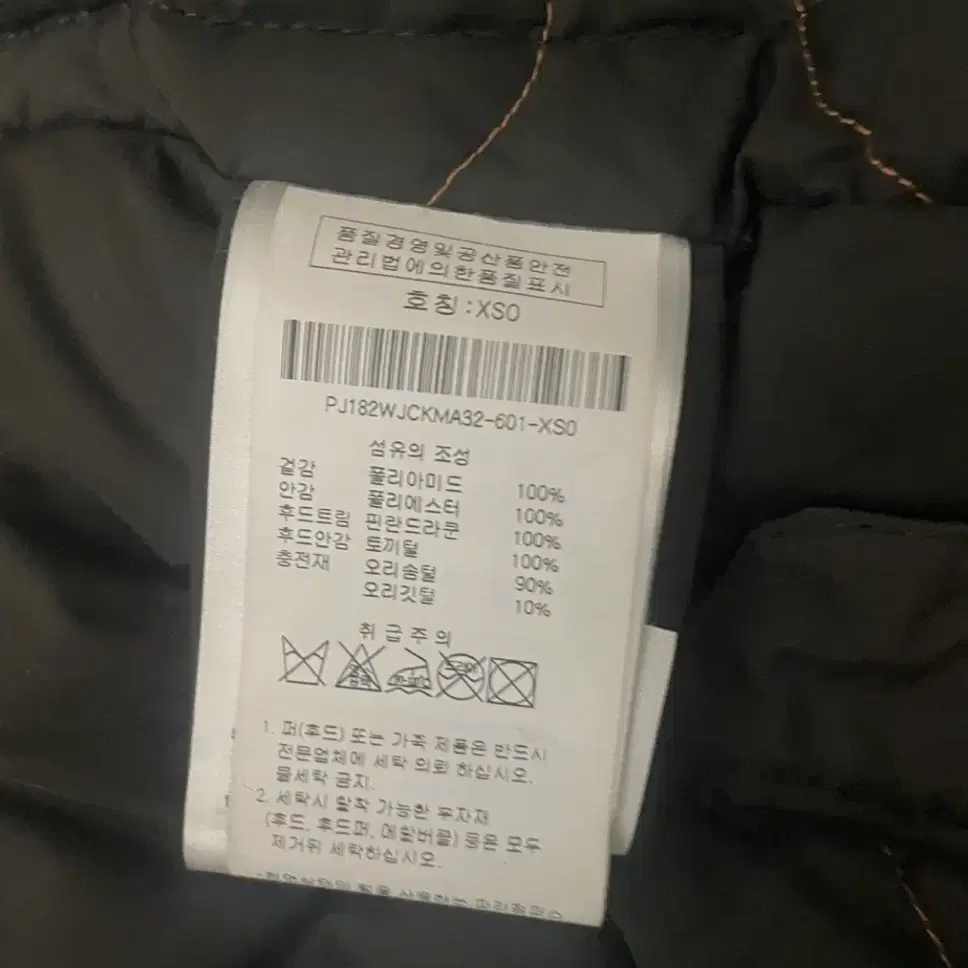 품질경영및공산품안전
관리법에의한품질표시
호칭:XS0
PJ182WJCKMA32-601-XS0
섬유의 조성
겉감 폴리아미드 100%
안감 폴리에스터 100%
후드트림 핀란드라쿤 100%
후드안감 토끼털 100%
충전재 오리솜털 90%
오리깃털 10%
취급주의
1. 퍼(후드) 또는 가죽 제품은 반드시
전문업체에 세탁 의뢰 하십시오.
물세탁 금지.
2. 세탁시 탈착 가능한 부자재
(후드, 후드퍼, 메탈버클) 등은 모두
제거뒤 세탁하십시오.